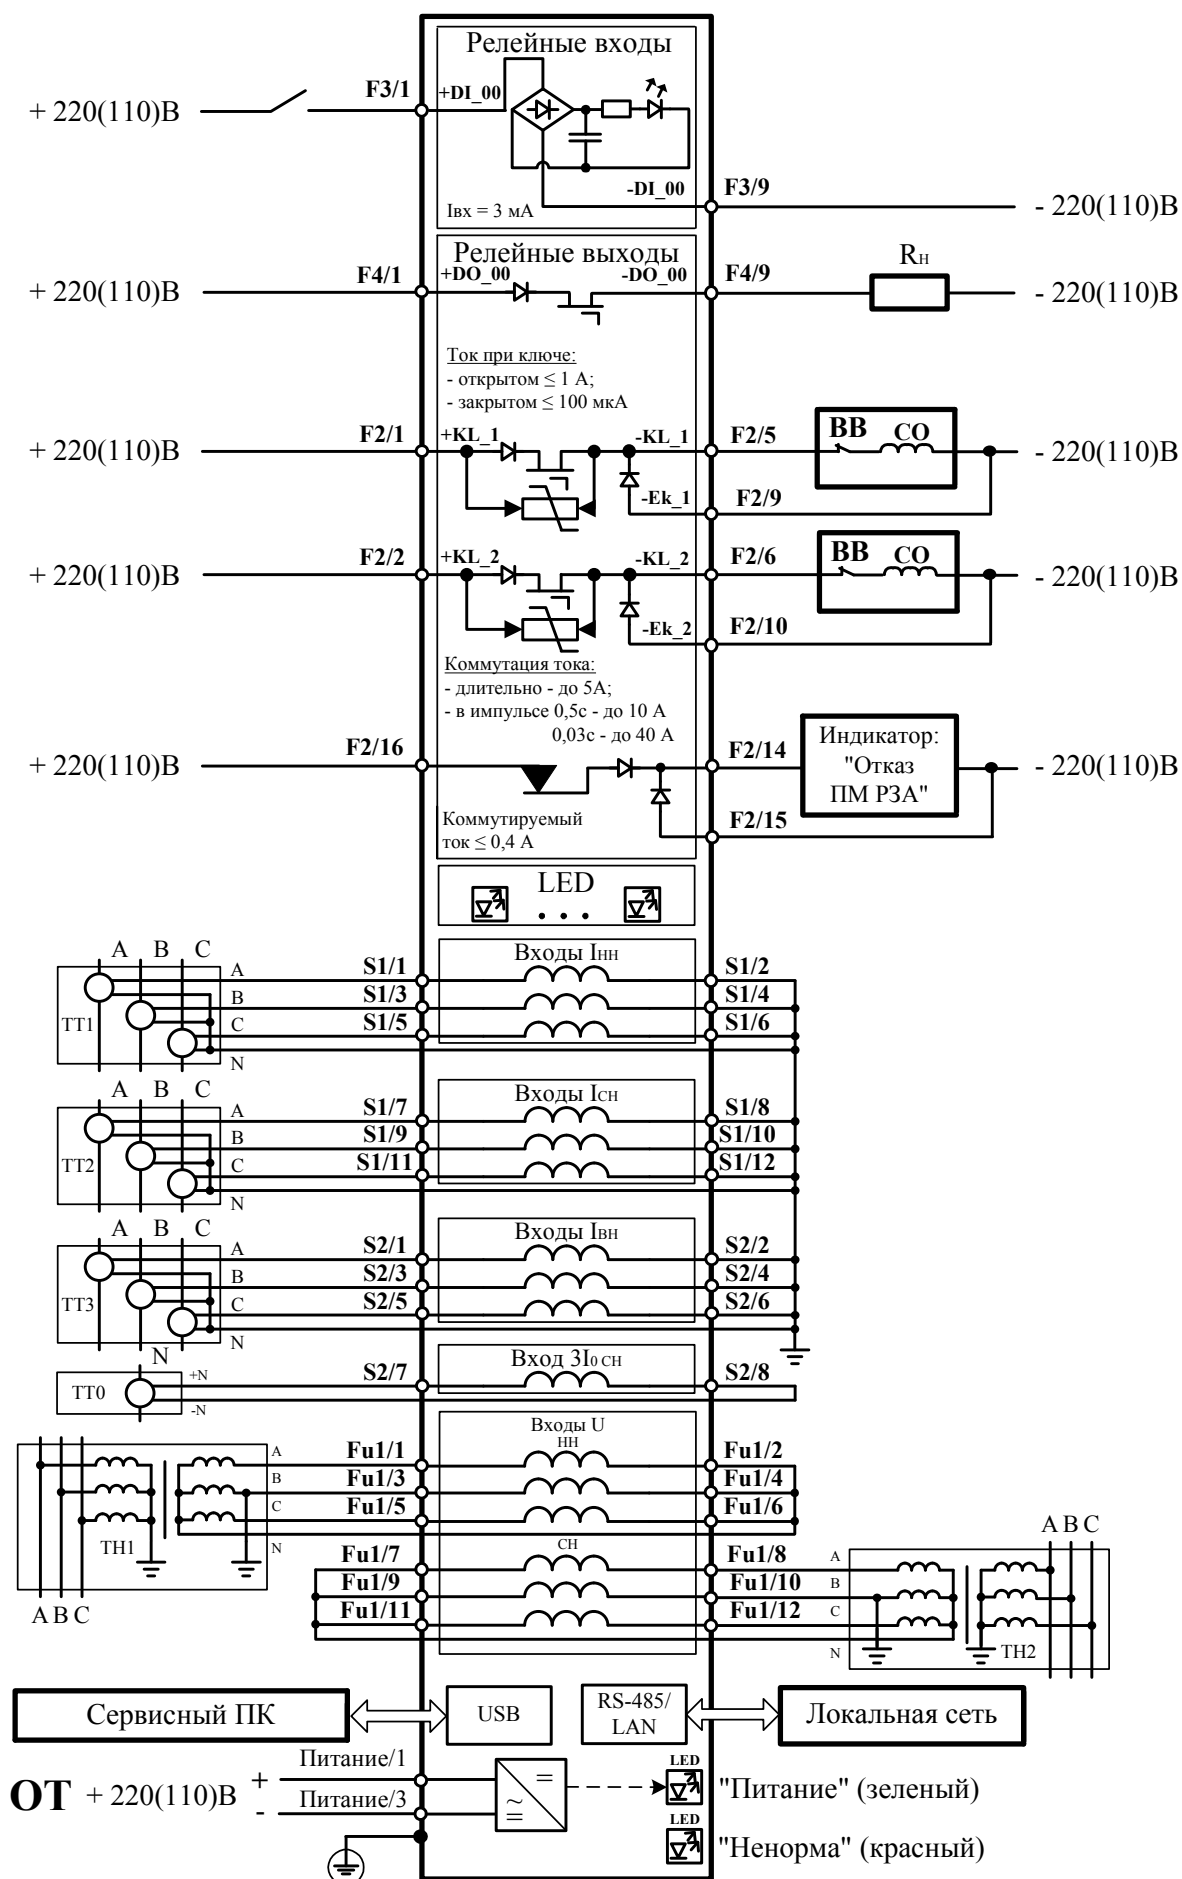 Релейные входы
+ 220(110)В
F3/1
+DI_00
-DI_00
F3/9
- 220(110)В
Iвх = 3 мА
Релейные выходы
+ 220(110)В
F4/1
+DO_00
-DO_00
F4/9
Rн
- 220(110)В
Ток при ключе:
- открытом ≤ 1 А;
- закрытом ≤ 100 мкА
+ 220(110)В
F2/1
+KL_1
-KL_1
F2/5
ВВ
СО
- 220(110)В
-Ek_1
F2/9
+ 220(110)В
F2/2
+KL_2
-KL_2
F2/6
ВВ
СО
- 220(110)В
-Ek_2
F2/10
Коммутация тока:
- длительно - до 5А;
- в импульсе 0,5с - до 10 А
0,03с - до 40 А
+ 220(110)В
F2/16
F2/14
Индикатор:
"Отказ
ПМ РЗА"
- 220(110)В
F2/15
Коммутируемый
ток ≤ 0,4 А
LED
. . .
A B C
Входы Iнн
TT1
A
S1/1
S1/2
B
S1/3
S1/4
C
S1/5
S1/6
N
A B C
Входы Iсн
TT2
A
S1/7
S1/8
B
S1/9
S1/10
C
S1/11
S1/12
N
A B C
Входы Iвн
TT3
A
S2/1
S2/2
B
S2/3
S2/4
C
S2/5
S2/6
N
N
Вход 3I0 сн
TT0
+N
-N
S2/7
S2/8
Входы U
НН
A
Fu1/1
Fu1/2
B
Fu1/3
Fu1/4
C
Fu1/5
Fu1/6
N
ТН1
A B C
СН
Fu1/7
Fu1/8
Fu1/9
Fu1/10
Fu1/11
Fu1/12
A
B
C
N
A B C
ТН2
Сервисный ПК
USB
RS-485/
LAN
Локальная сеть
ОТ
+ 220(110)В
+
-
Питание/1
Питание/3
=
~
=
LED
"Питание" (зеленый)
LED
"Ненорма" (красный)